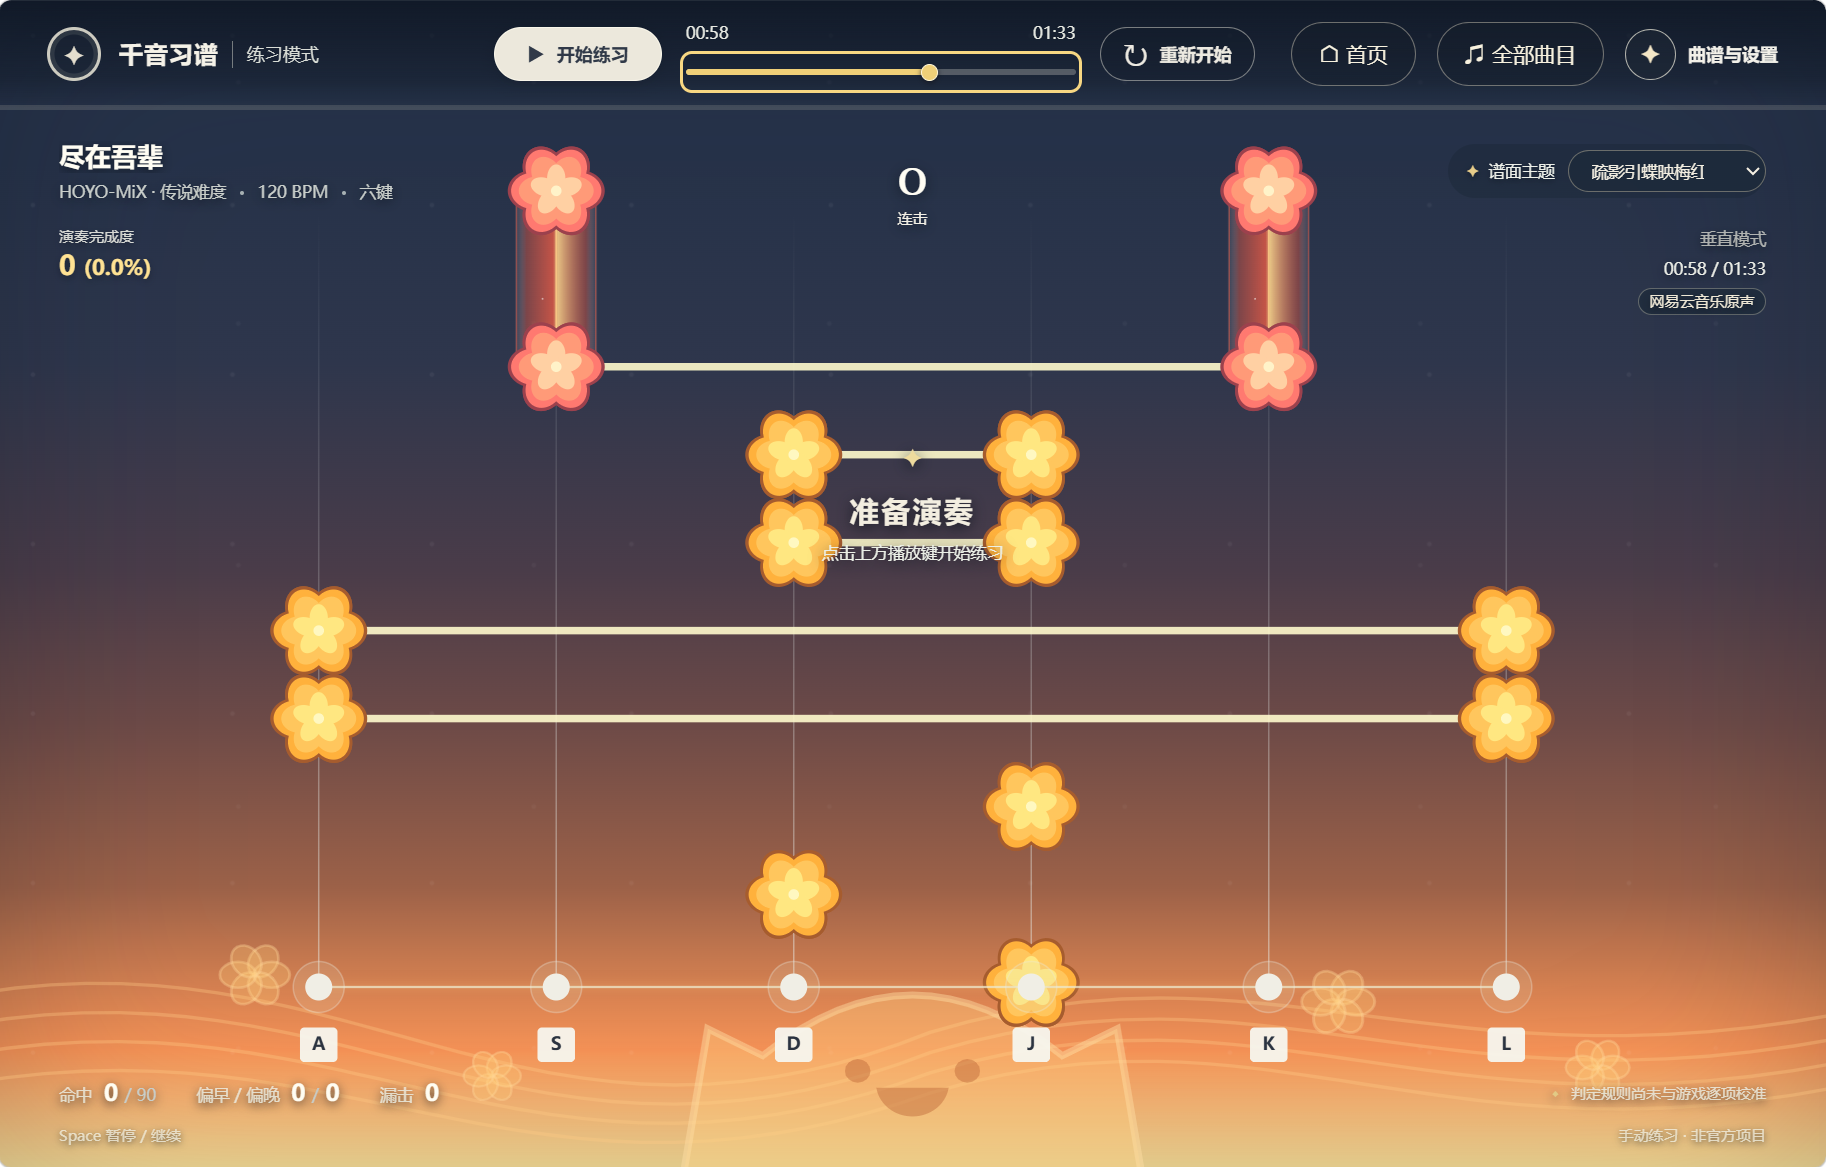 千音习谱 练习模式
开始练习
00:58 01:33
重新开始
首页
全部曲目
曲谱与设置
尽在吾辈
HOYO-MiX · 传说难度 • 120 BPM • 六键
演奏完成度
0 (0.0%)
0
连击
谱面主题 疏影引蝶映梅红
垂直模式
00:58 / 01:33
网易云音乐原声
准备演奏
点击上方播放键开始练习
A S D J K L
命中 0 / 90 偏早 / 偏晚 0 / 0 漏击 0
Space 暂停 / 继续
判定规则尚未与游戏逐项校准
手动练习 · 非官方项目